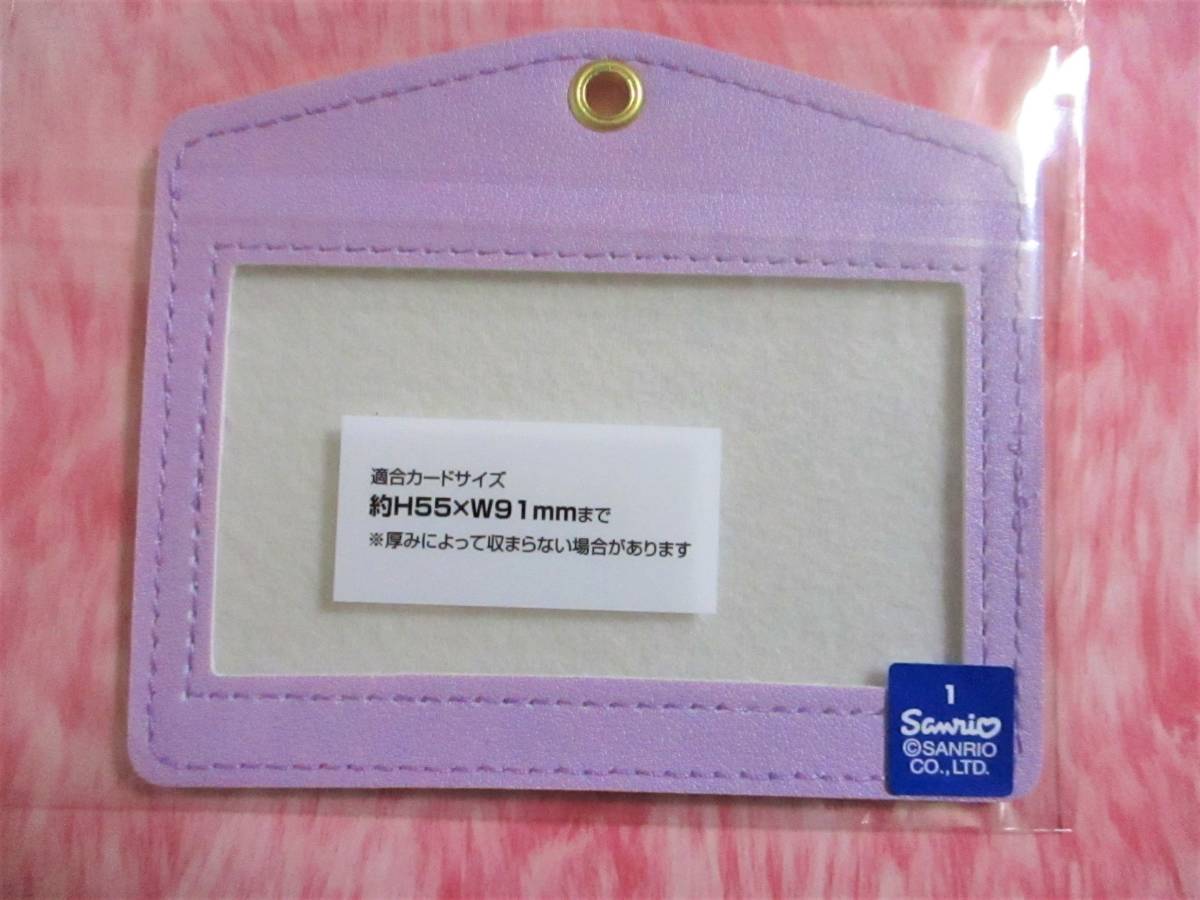 適合カードサイズ
約H55×W91mmまで
※厚みによって収まらない場合があります
1
Sanrio
©SANRIO
CO.,LTD.